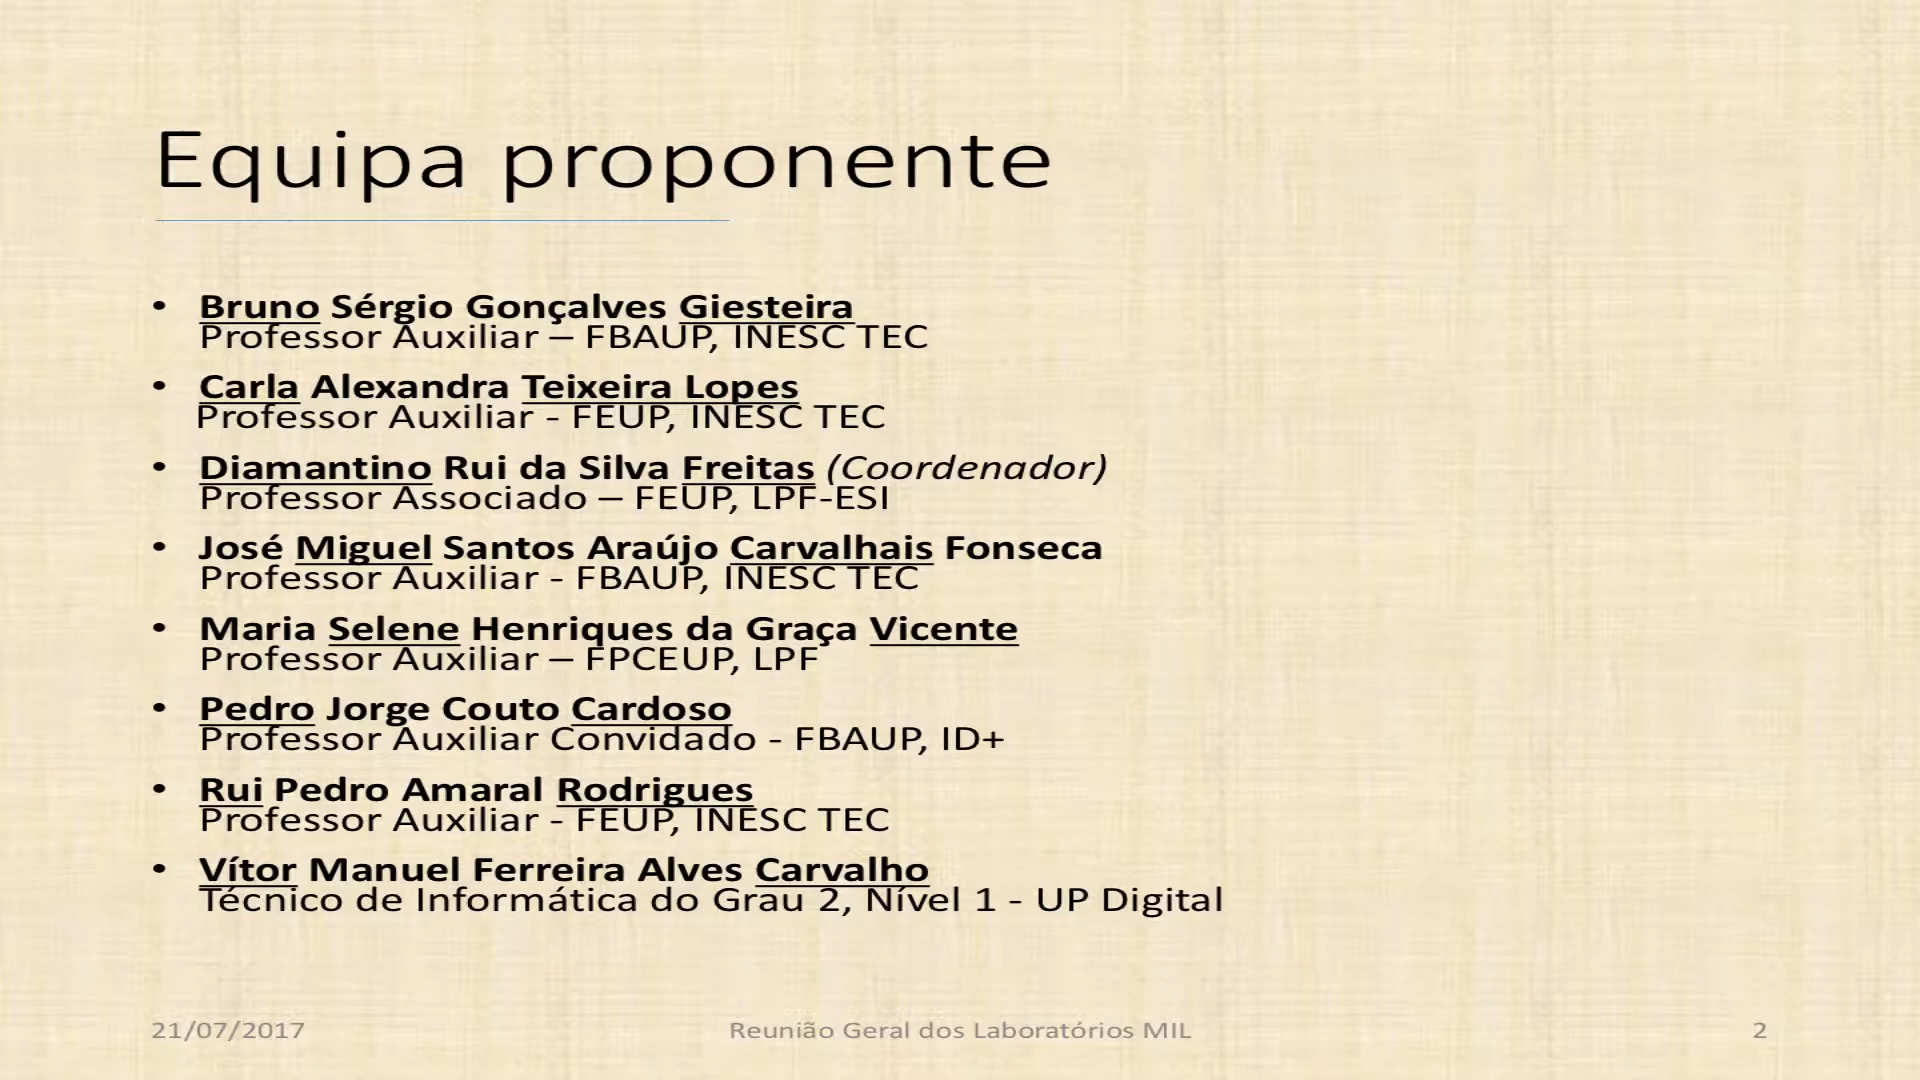 Equipa proponente
• Bruno Sérgio Gonçalves Giesteira
Professor Auxiliar – FBAUP, INESC TEC
• Carla Alexandra Teixeira Lopes
Professor Auxiliar - FEUP, INESC TEC
• Diamantino Rui da Silva Freitas (Coordenador)
Professor Associado – FEUP, LPF-ESI
• José Miguel Santos Araújo Carvalhais Fonseca
Professor Auxiliar - FBAUP, INESC TEC
• Maria Selene Henriques da Graça Vicente
Professor Auxiliar – FPCEUP, LPF
• Pedro Jorge Couto Cardoso
Professor Auxiliar Convidado - FBAUP, ID+
• Rui Pedro Amaral Rodrigues
Professor Auxiliar - FEUP, INESC TEC
• Vítor Manuel Ferreira Alves Carvalho
Técnico de Informática do Grau 2, Nível 1 - UP Digital
21/07/2017
Reunião Geral dos Laboratórios MIL
2